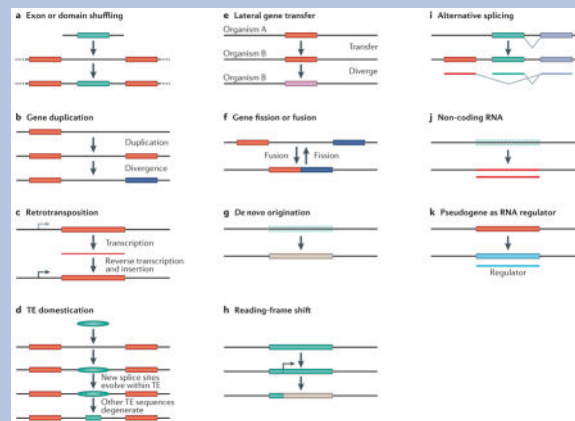 a Exon or domain shuffling
b Gene duplication
Duplication
Divergence
c Retrotransposition
Transcription
Reverse transcription
and insertion
d TE domestication
New splice sites
evolve within TE
Other TE sequences
degenerate
e Lateral gene transfer
Organism A
Transfer
Organism B
Diverge
Organism B
f Gene fission or fusion
Fusion
Fission
g De novo origination
h Reading-frame shift
i Alternative splicing
j Non-coding RNA
k Pseudogene as RNA regulator
Regulator